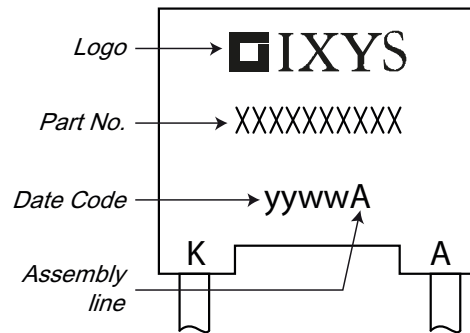 Logo IXYS
Part No. XXXXXXXXXX
Date Code yywwA
K A
Assembly
line